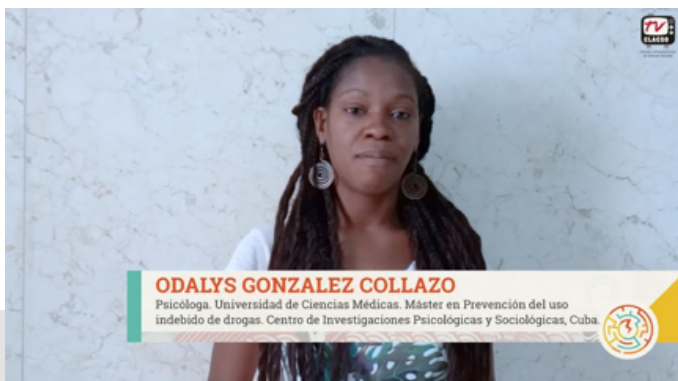 TV
CLACSO
ODALYS GONZALEZ COLLAZO
Psicóloga. Universidad de Ciencias Médicas. Máster en Prevención del uso
indebido de drogas. Centro de Investigaciones Psicológicas y Sociológicas, Cuba.